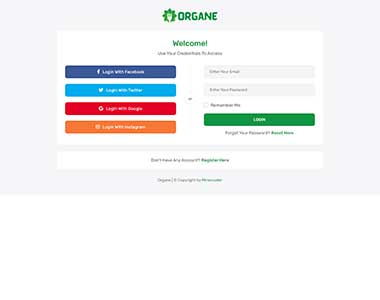 ORGANE
Welcome!
Use Your Credentials To Access
Login With Facebook
Login With Twitter
Login With Google
Login With Instagram
or
Enter Your Email
Enter Your Password
Remember Me
LOGIN
Forgot Your Password? Reset Here
Don't Have Any Account? Register Here
Organe | © Copyright by